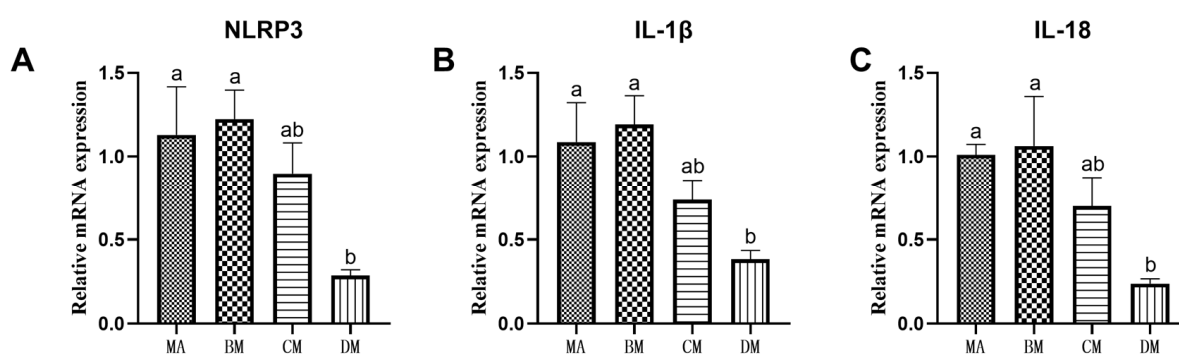 A
NLRP3
Relative mRNA expression
1.5
1.0
0.5
0.0
a
a
ab
b
MA BM CM DM
B
IL-1β
Relative mRNA expression
1.5
1.0
0.5
0.0
a
a
ab
b
MA BM CM DM
C
IL-18
Relative mRNA expression
1.5
1.0
0.5
0.0
a
a
ab
b
MA BM CM DM